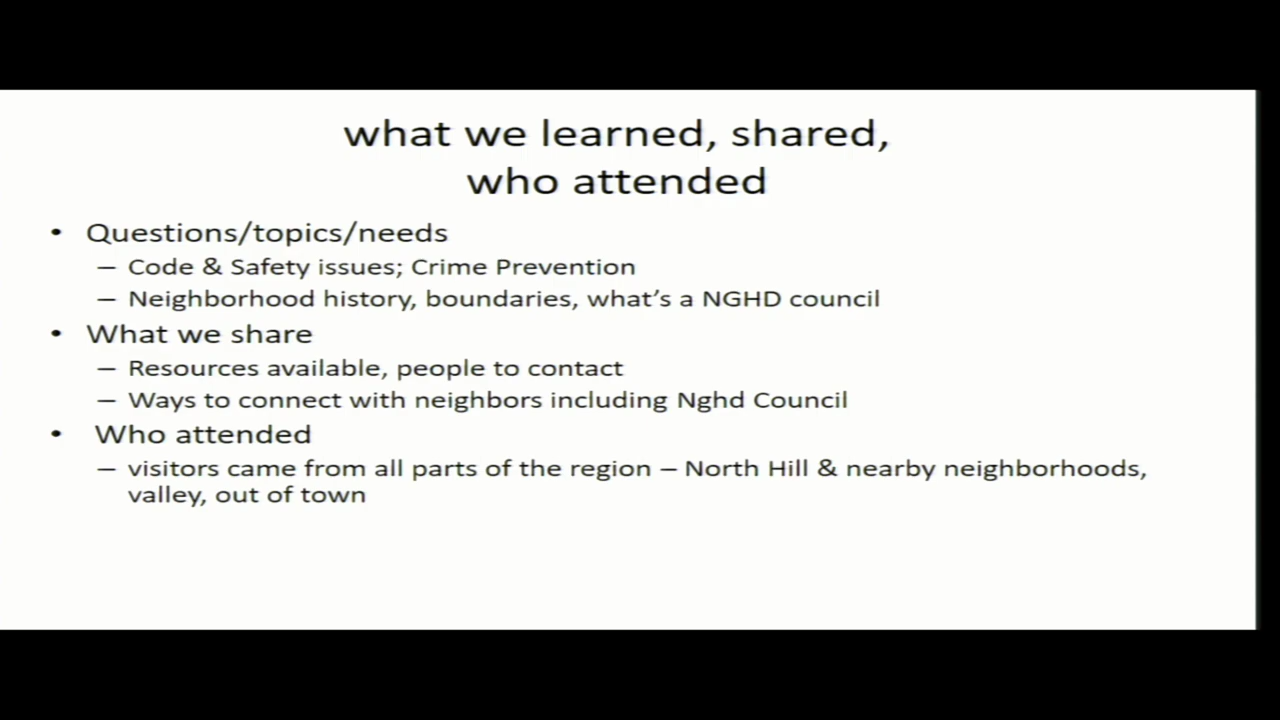 what we learned, shared,
who attended
• Questions/topics/needs
– Code & Safety issues; Crime Prevention
– Neighborhood history, boundaries, what's a NGHD council
• What we share
– Resources available, people to contact
– Ways to connect with neighbors including Nghd Council
• Who attended
– visitors came from all parts of the region – North Hill & nearby neighborhoods,
valley, out of town